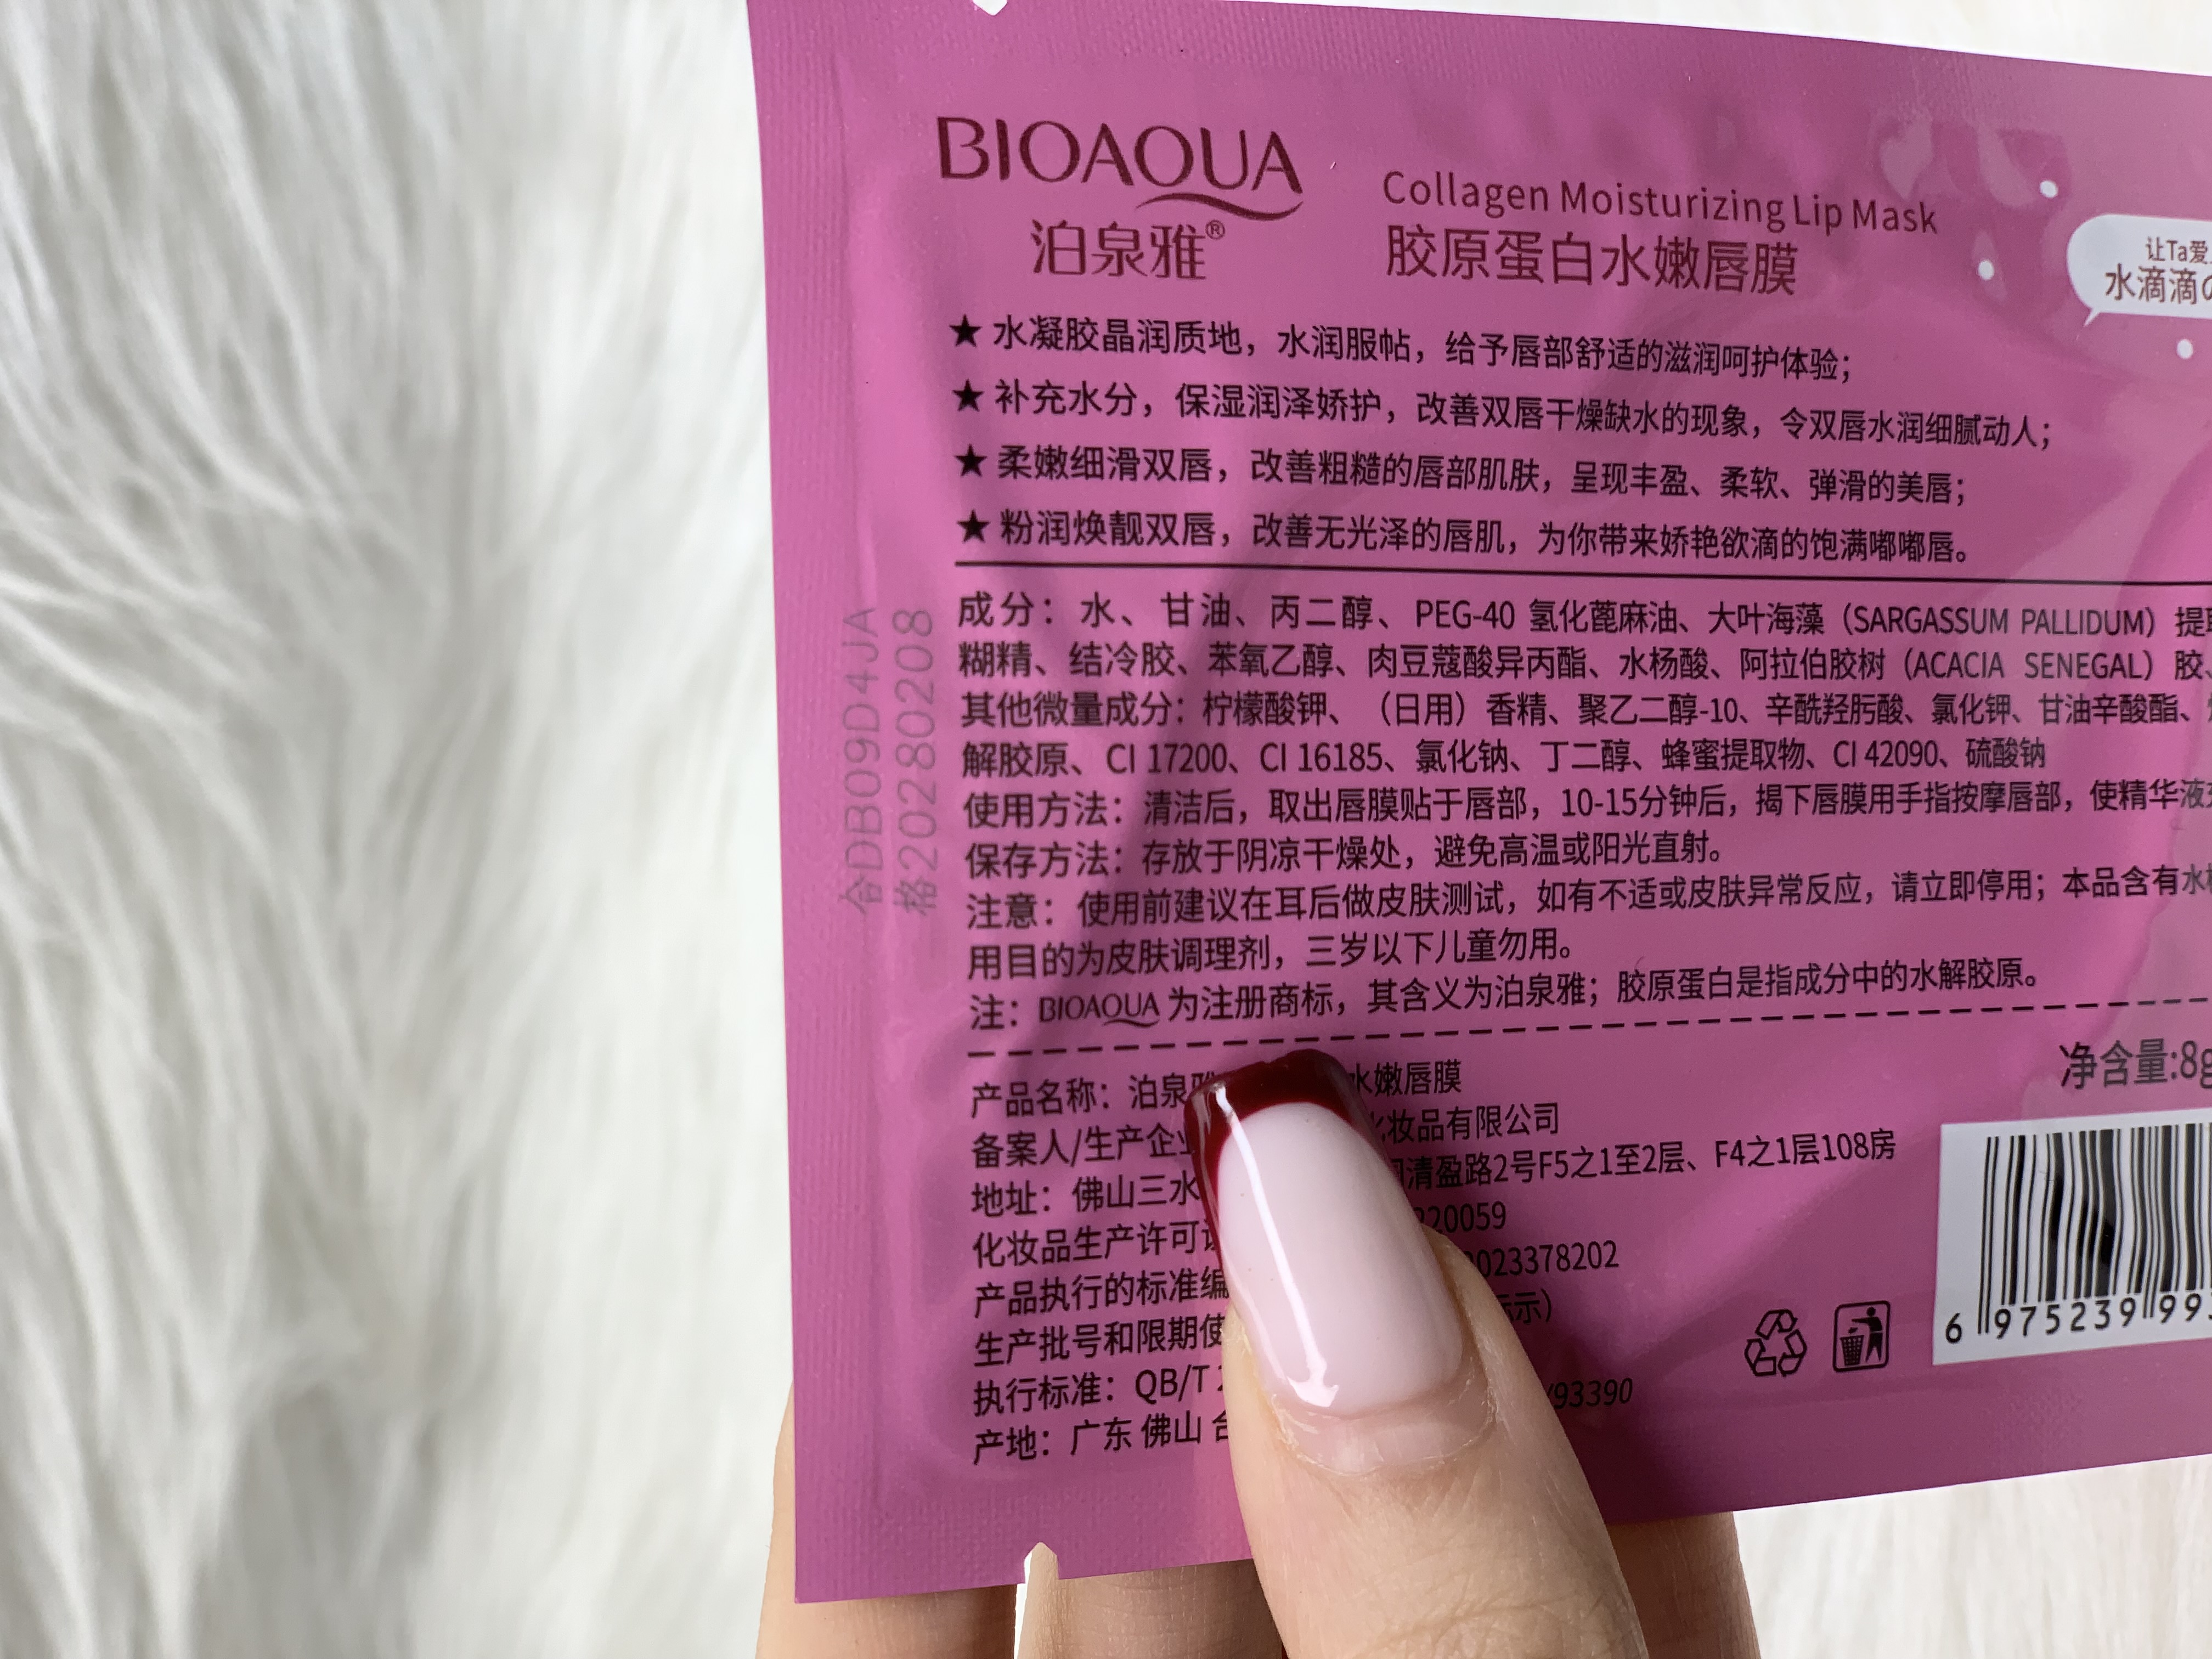 BIOAQUA
泊泉雅®
Collagen Moisturizing Lip Mask
胶原蛋白水嫩唇膜
让Ta爱
水滴滴の
★ 水凝胶晶润质地，水润服帖，给予唇部舒适的滋润呵护体验；
★ 补充水分，保湿润泽娇护，改善双唇干燥缺水的现象，令双唇水润细腻动人；
★ 柔嫩细滑双唇，改善粗糙的唇部肌肤，呈现丰盈、柔软、弹滑的美唇；
★ 粉润焕靓双唇，改善无光泽的唇肌，为你带来娇艳欲滴的饱满嘟嘟唇。
成分：水、甘油、丙二醇、PEG-40 氢化蓖麻油、大叶海藻（SARGASSUM PALLIDUM）提
糊精、结冷胶、苯氧乙醇、肉豆蔻酸异丙酯、水杨酸、阿拉伯胶树（ACACIA SENEGAL）胶、
其他微量成分：柠檬酸钾、（日用）香精、聚乙二醇-10、辛酰羟肟酸、氯化钾、甘油辛酸酯、
解胶原、CI 17200、CI 16185、氯化钠、丁二醇、蜂蜜提取物、CI 42090、硫酸钠
使用方法：清洁后，取出唇膜贴于唇部，10-15分钟后，揭下唇膜用手指按摩唇部，使精华液
保存方法：存放于阴凉干燥处，避免高温或阳光直射。
注意：使用前建议在耳后做皮肤测试，如有不适或皮肤异常反应，请立即停用；本品含有水
用目的为皮肤调理剂，三岁以下儿童勿用。
注：BIOAQUA 为注册商标，其含义为泊泉雅；胶原蛋白是指成分中的水解胶原。
产品名称：泊泉 水嫩唇膜
备案人/生产企 妆品有限公司
地址：佛山三水 清盈路2号F5之1至2层、F4之1层108房
化妆品生产许可 20059
产品执行的标准编 023378202
生产批号和限期使 示）
执行标准：QB/T 93390
产地：广东 佛山
净含量:8g
6 975239 99
合DB09D4JA
格20280208